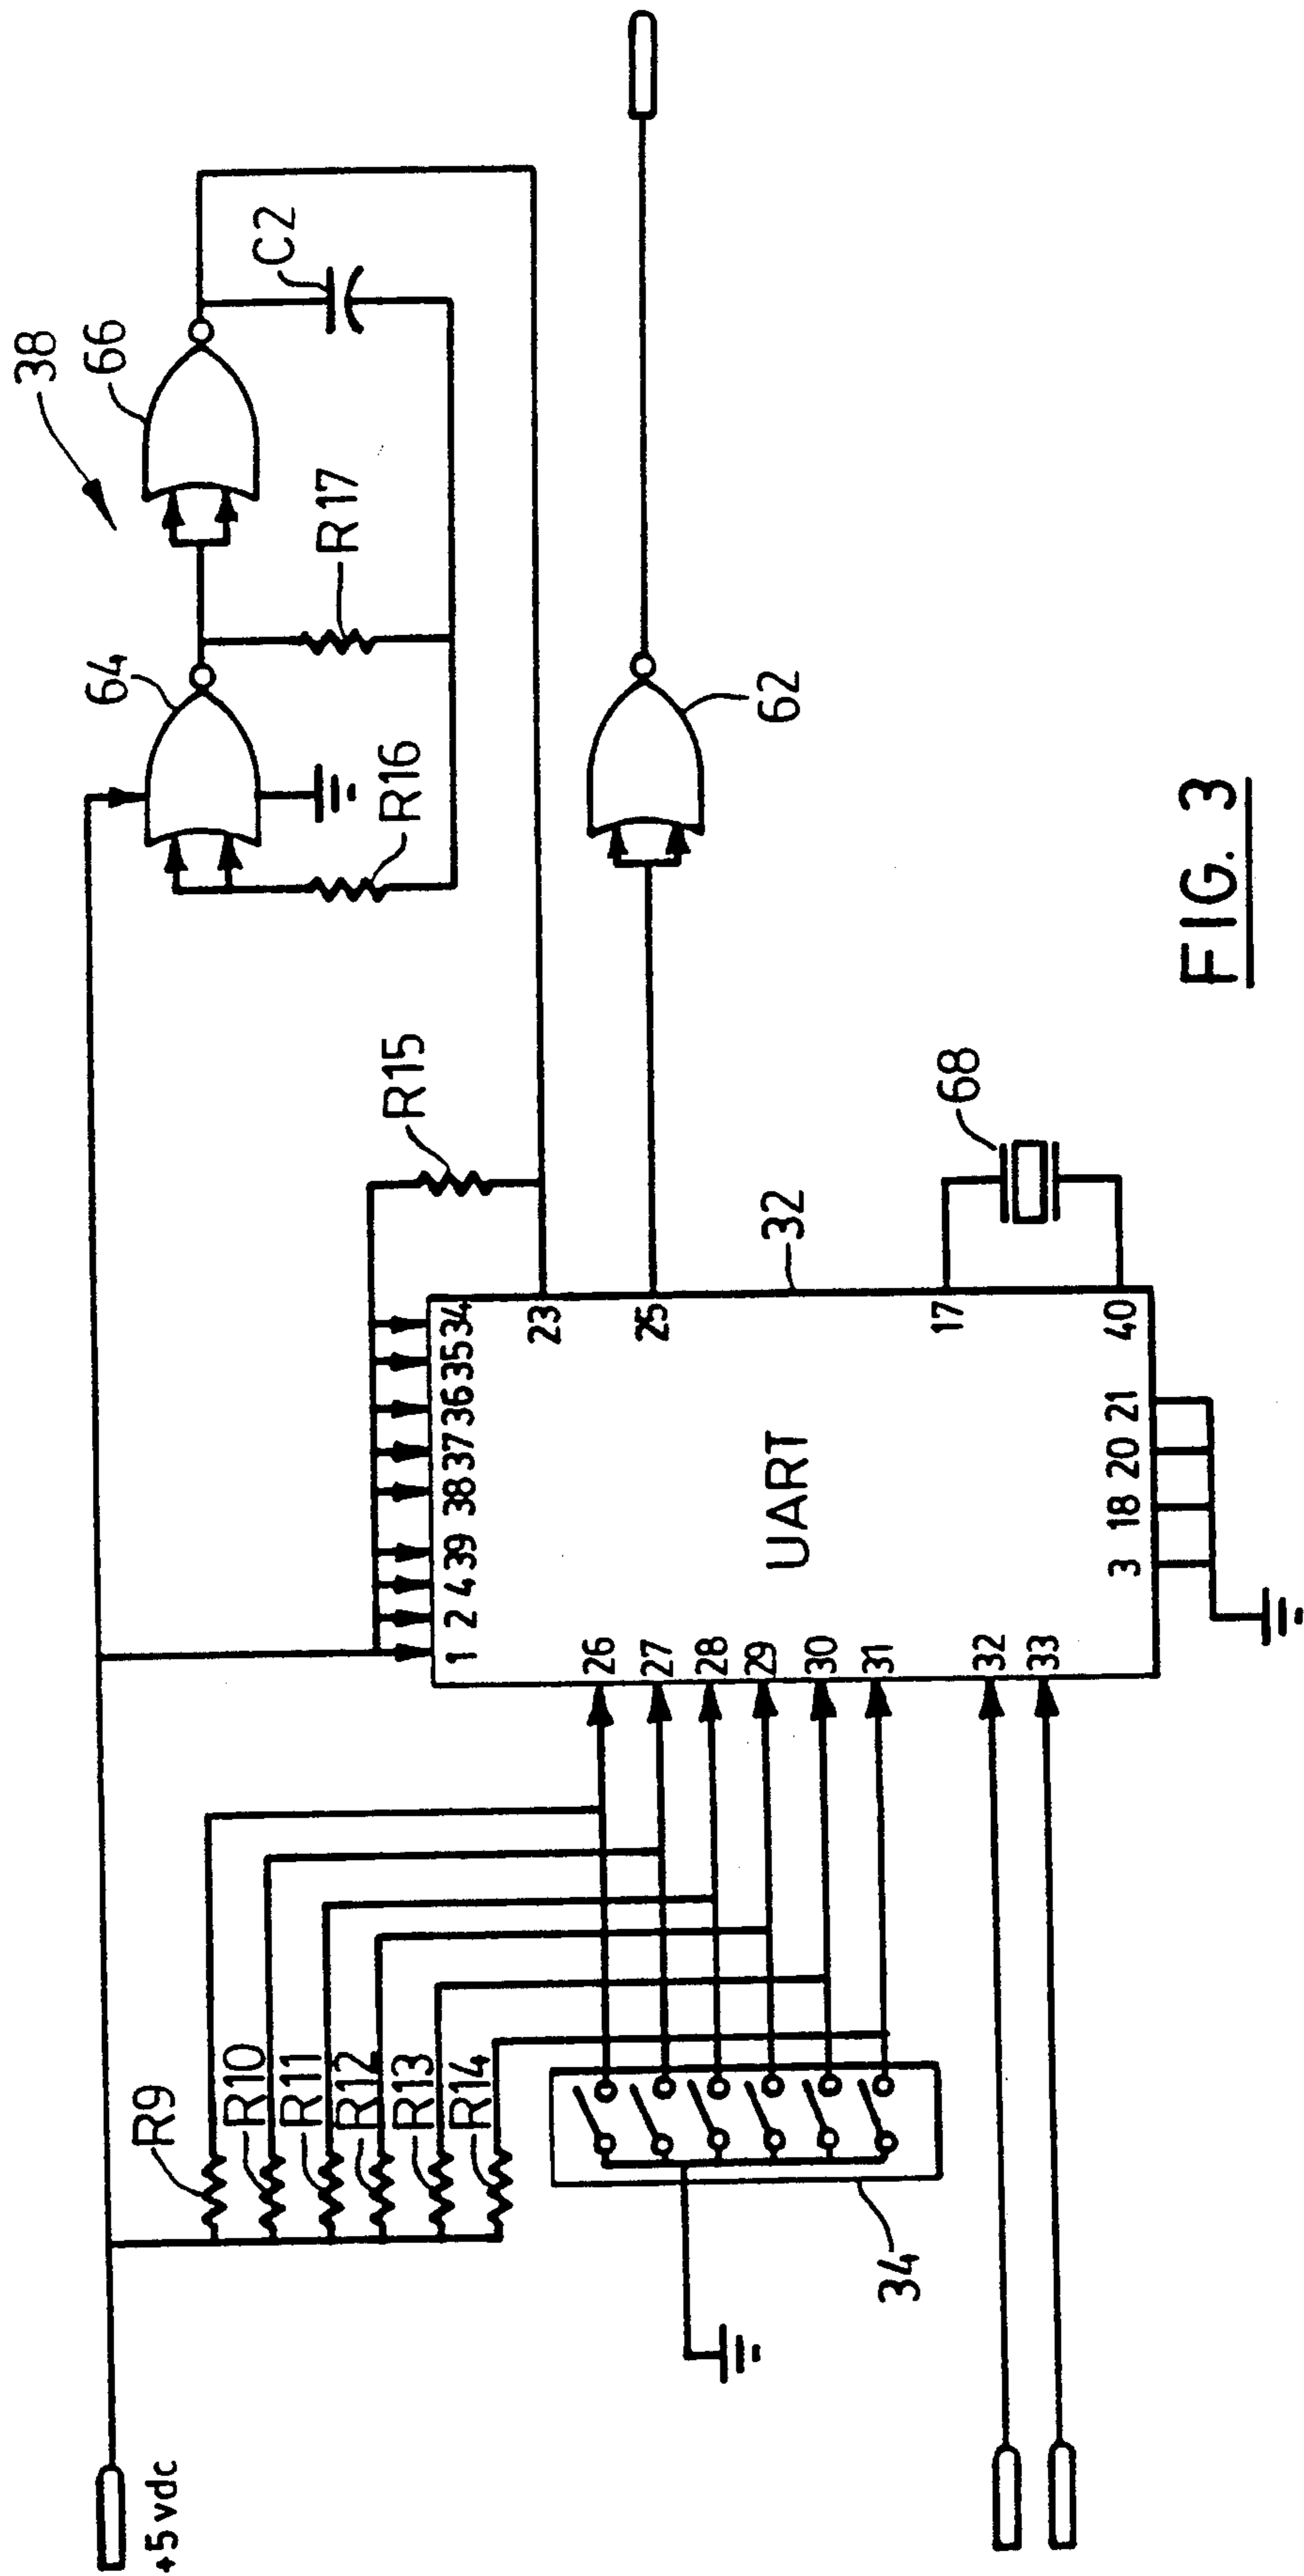 38
66
C2
64
R17
R16
62
R15
R9
R10
R11
R12
R13
R14
+5 vdc
1 2 4 39 38 37 36 35 34
23
25
26
27
28
29
30
31
32
33
UART
32
17
40
68
3 18 20 21
34
FIG. 3